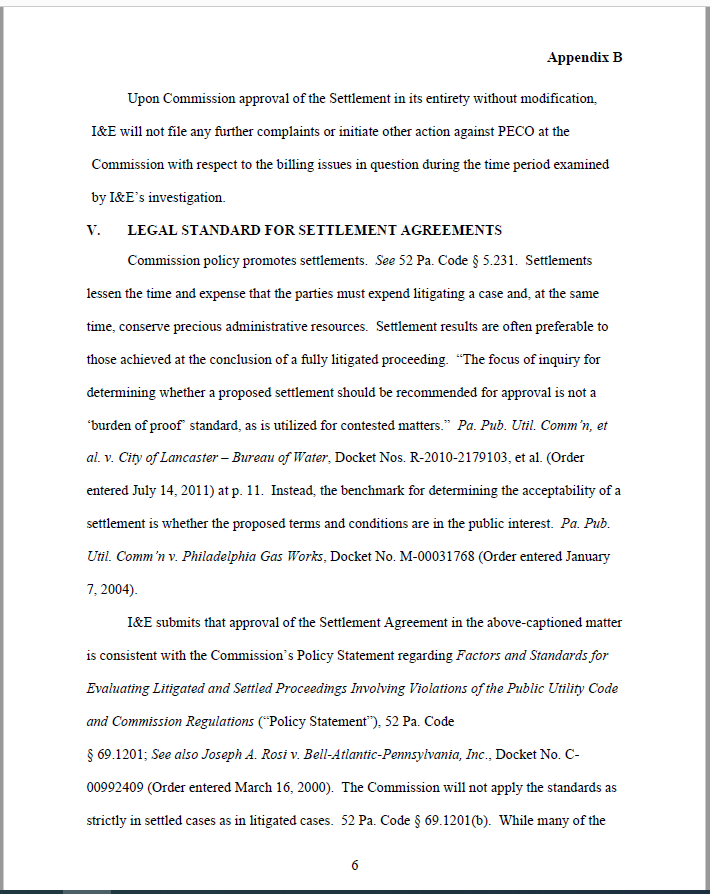 Appendix B
Upon Commission approval of the Settlement in its entirety without modification,
I&E will not file any further complaints or initiate other action against PECO at the
Commission with respect to the billing issues in question during the time period examined
by I&E’s investigation.
V. LEGAL STANDARD FOR SETTLEMENT AGREEMENTS
Commission policy promotes settlements. See 52 Pa. Code § 5.231. Settlements
lessen the time and expense that the parties must expend litigating a case and, at the same
time, conserve precious administrative resources. Settlement results are often preferable to
those achieved at the conclusion of a fully litigated proceeding. “The focus of inquiry for
determining whether a proposed settlement should be recommended for approval is not a
‘burden of proof’ standard, as is utilized for contested matters.” Pa. Pub. Util. Comm’n, et
al. v. City of Lancaster – Bureau of Water, Docket Nos. R-2010-2179103, et al. (Order
entered July 14, 2011) at p. 11. Instead, the benchmark for determining the acceptability of a
settlement is whether the proposed terms and conditions are in the public interest. Pa. Pub.
Util. Comm’n v. Philadelphia Gas Works, Docket No. M-00031768 (Order entered January
7, 2004).
I&E submits that approval of the Settlement Agreement in the above-captioned matter
is consistent with the Commission’s Policy Statement regarding Factors and Standards for
Evaluating Litigated and Settled Proceedings Involving Violations of the Public Utility Code
and Commission Regulations (“Policy Statement”), 52 Pa. Code
§ 69.1201; See also Joseph A. Rosi v. Bell-Atlantic-Pennsylvania, Inc., Docket No. C-
00992409 (Order entered March 16, 2000). The Commission will not apply the standards as
strictly in settled cases as in litigated cases. 52 Pa. Code § 69.1201(b). While many of the
6